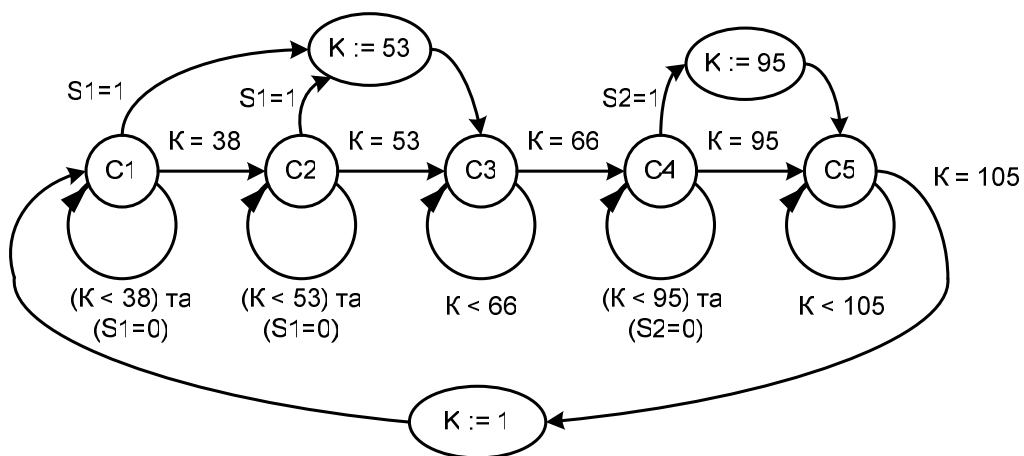 K := 53
K := 95
S1=1
S1=1
S2=1
К = 38
К = 53
К = 66
К = 95
C1
C2
C3
C4
C5
К = 105
(К < 38) та
(S1=0)
(К < 53) та
(S1=0)
К < 66
(К < 95) та
(S2=0)
К < 105
K := 1